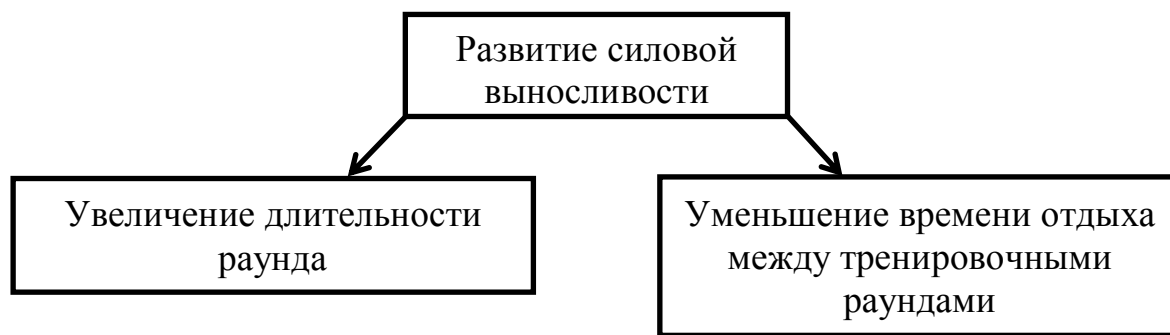 Развитие силовой
выносливости
Увеличение длительности
раунда
Уменьшение времени отдыха
между тренировочными
раундами